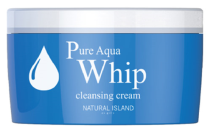 Pure Aqua
Whip
cleansing cream
NATURAL ISLAND